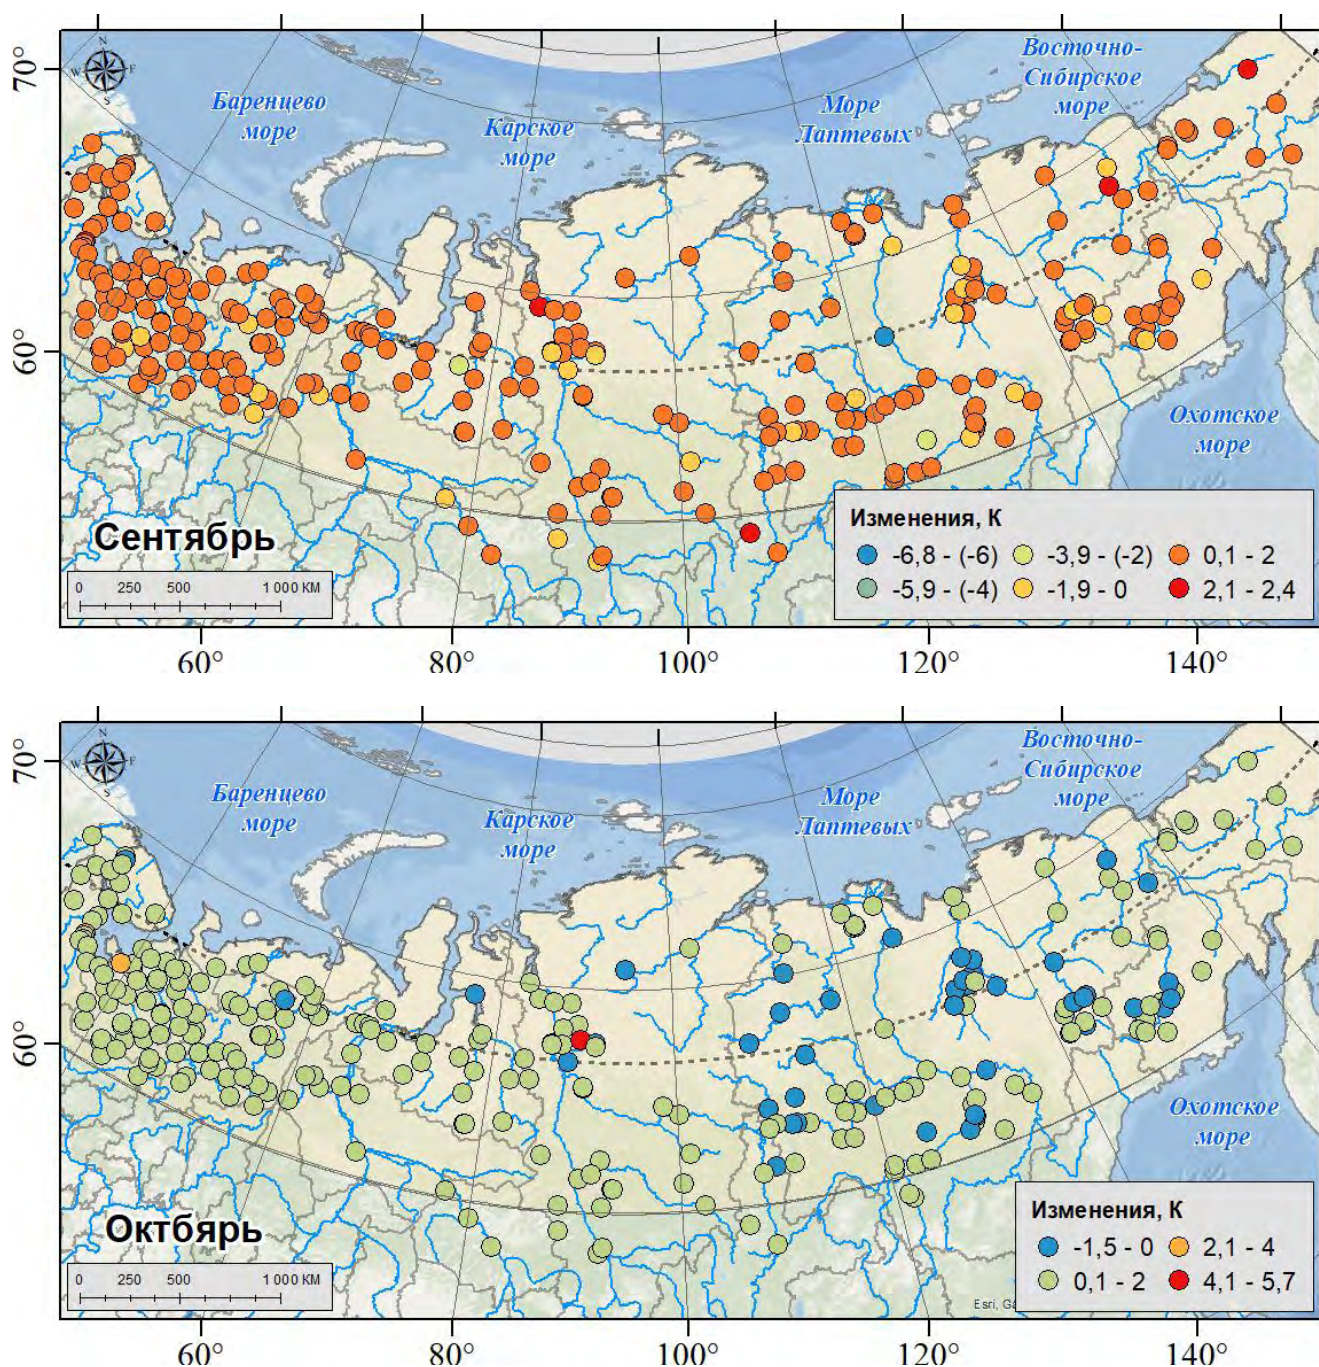 70°
60°
N
W
E
S
Баренцево
море
Карское
море
Море
Лаптевых
Восточно-
Сибирское
море
Охотское
море
Сентябрь
0 250 500 1 000 КМ
Изменения, К
-6,8 - (-6) -3,9 - (-2) 0,1 - 2
-5,9 - (-4) -1,9 - 0 2,1 - 2,4
60° 80° 100° 120° 140°
70°
60°
N
W
E
S
Баренцево
море
Карское
море
Море
Лаптевых
Восточно-
Сибирское
море
Охотское
море
Октбярь
0 250 500 1 000 КМ
Esri,
Изменения, К
-1,5 - 0 2,1 - 4
0,1 - 2 4,1 - 5,7
60° 80° 100° 120° 140°